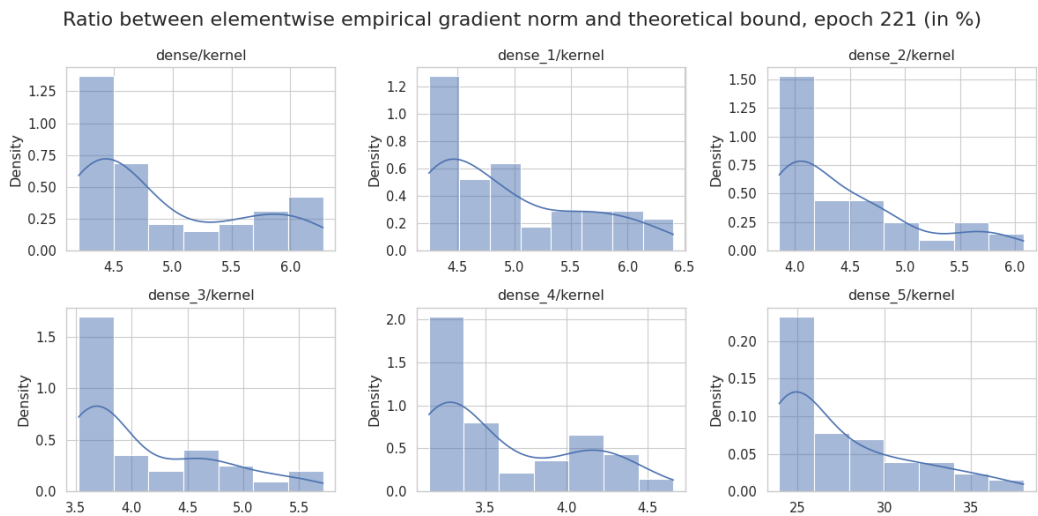 Ratio between elementwise empirical gradient norm and theoretical bound, epoch 221 (in %)
dense/kernel
Density
1.25
1.00
0.75
0.50
0.25
0.00
4.5 5.0 5.5 6.0
dense_1/kernel
Density
1.2
1.0
0.8
0.6
0.4
0.2
0.0
4.5 5.0 5.5 6.0 6.5
dense_2/kernel
Density
1.50
1.25
1.00
0.75
0.50
0.25
0.00
4.0 4.5 5.0 5.5 6.0
dense_3/kernel
Density
1.5
1.0
0.5
0.0
3.5 4.0 4.5 5.0 5.5
dense_4/kernel
Density
2.0
1.5
1.0
0.5
0.0
3.5 4.0 4.5
dense_5/kernel
Density
0.20
0.15
0.10
0.05
0.00
25 30 35